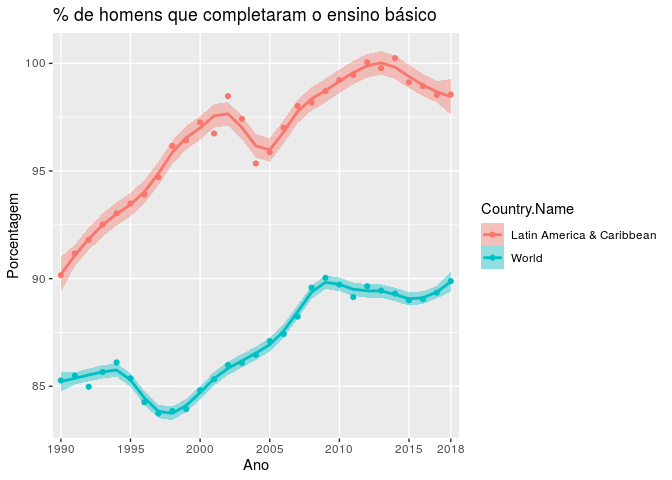 % de homens que completaram o ensino básico
Porcentagem
100
95
90
85
1990 1995 2000 2005 2010 2015 2018
Ano
Country.Name
Latin America & Caribbean
World